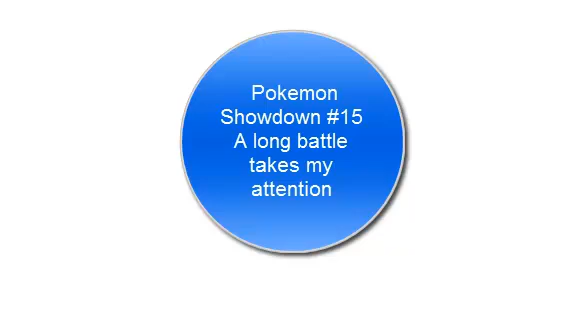 Pokemon
Showdown #15
A long battle
takes my
attention